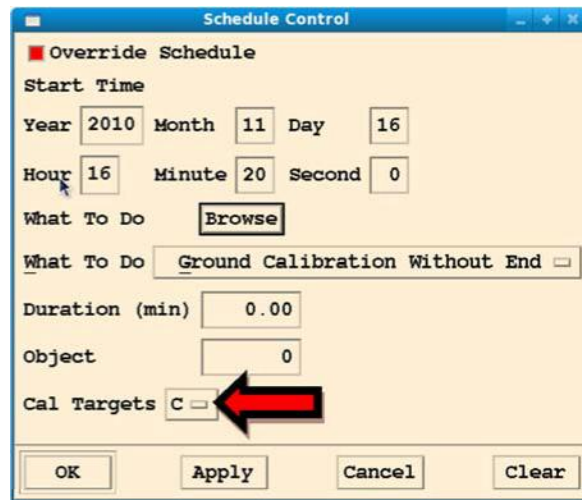 Schedule Control
Override Schedule
Start Time
Year 2010 Month 11 Day 16
Hour 16 Minute 20 Second 0
What To Do Browse
What To Do Ground Calibration Without End
Duration (min) 0.00
Object 0
Cal Targets C
OK Apply Cancel Clear